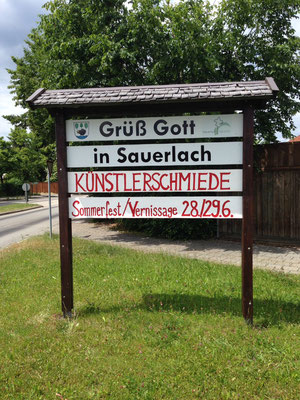 Grüß Gott
in Sauerlach
KÜNSTLERSCHMIEDE
Sommerfest/Vernissage 28./29.6.